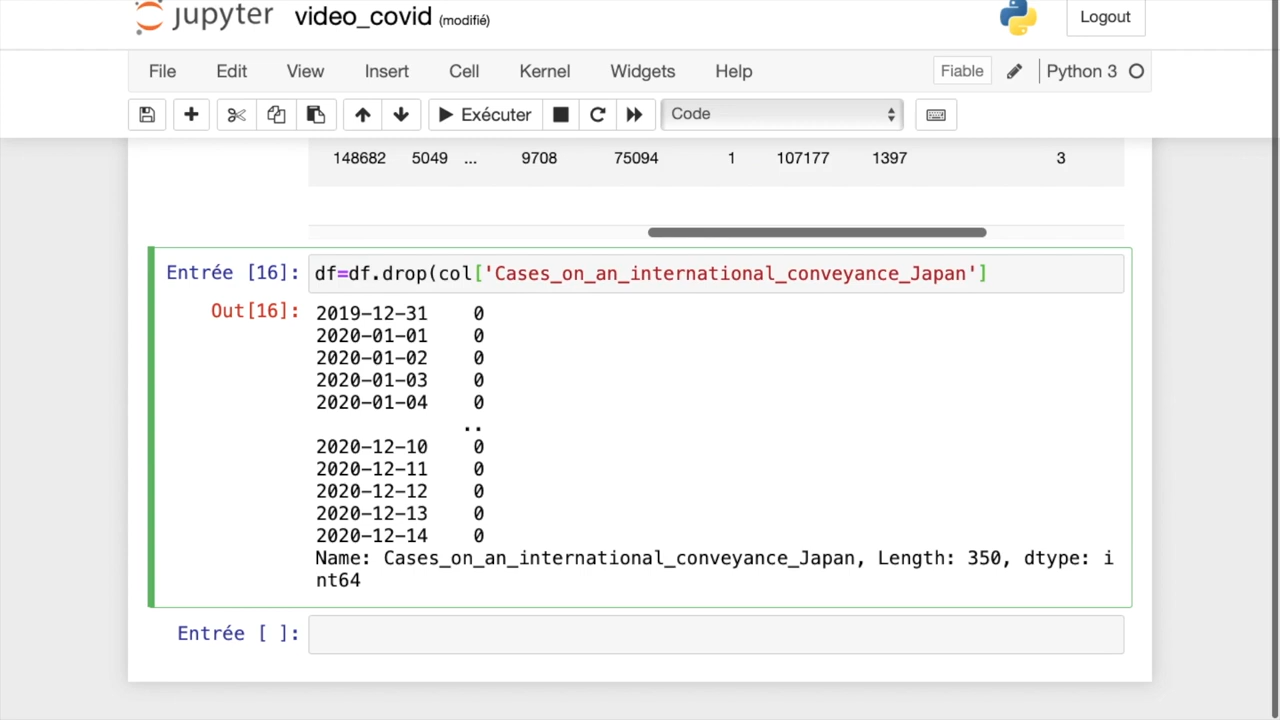 jupyter video_covid (modifié) Logout
File Edit View Insert Cell Kernel Widgets Help Fiable Python 3
Exécuter Code
148682 5049 ... 9708 75094 1 107177 1397 3
Entrée [16]: df=df.drop(col['Cases_on_an_international_conveyance_Japan']
Out[16]: 2019-12-31 0
2020-01-01 0
2020-01-02 0
2020-01-03 0
2020-01-04 0
..
2020-12-10 0
2020-12-11 0
2020-12-12 0
2020-12-13 0
2020-12-14 0
Name: Cases_on_an_international_conveyance_Japan, Length: 350, dtype: i
nt64
Entrée [ ]: